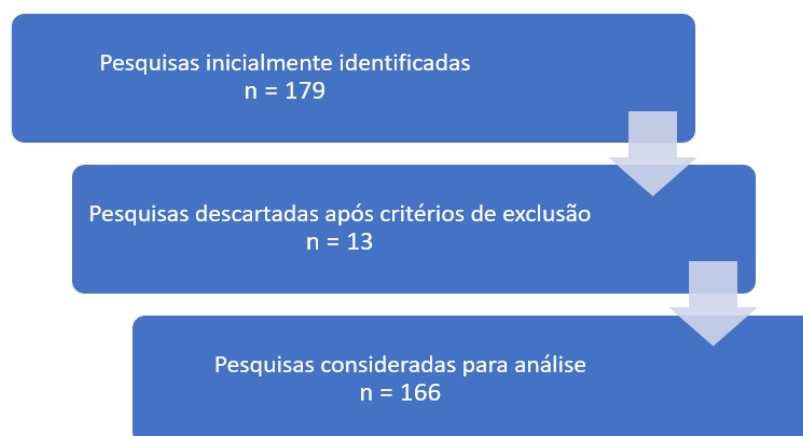 Pesquisas inicialmente identificadas
n = 179
Pesquisas descartadas após critérios de exclusão
n = 13
Pesquisas consideradas para análise
n = 166